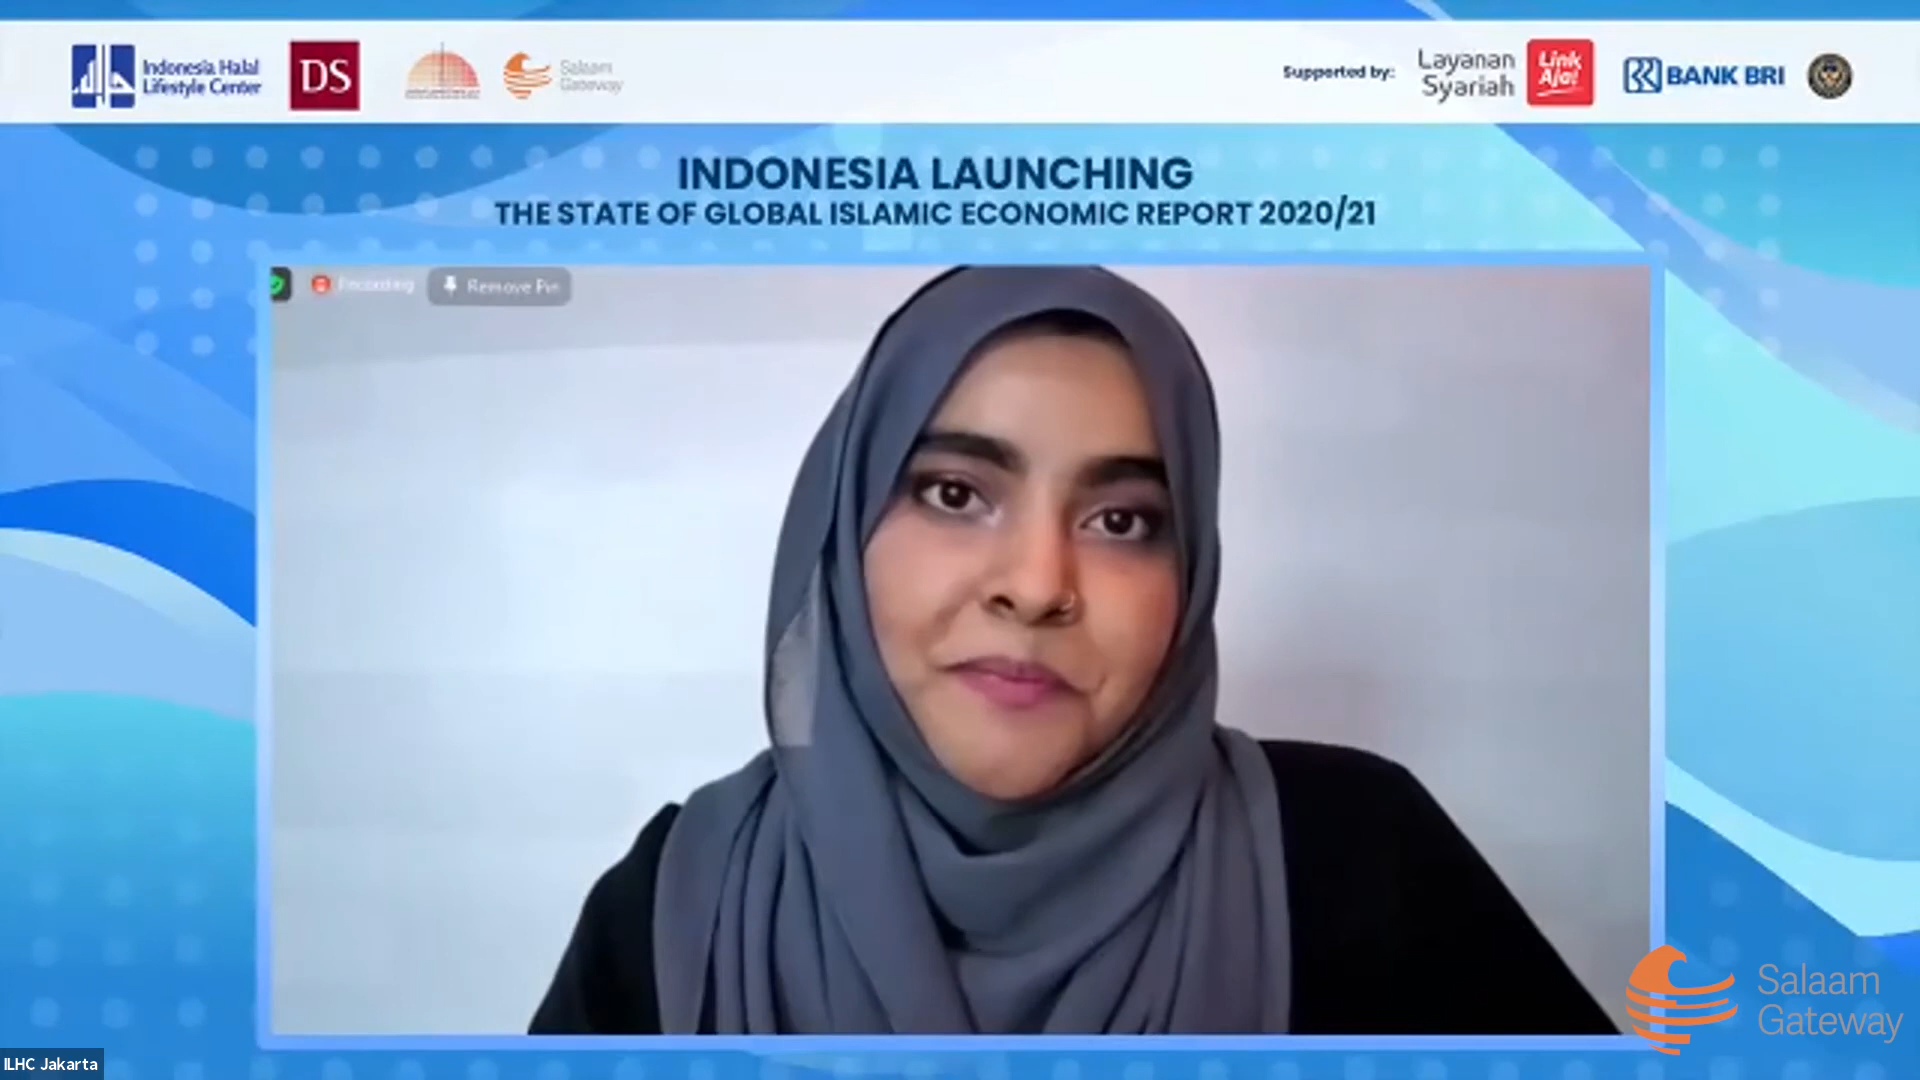 Indonesia Halal
Lifestyle Center
DS
Salaam
Gateway
Supported by:
Layanan
Syariah
Link
Aja!
BANK BRI
INDONESIA LAUNCHING
THE STATE OF GLOBAL ISLAMIC ECONOMIC REPORT 2020/21
Recording
Remove Pin
Salaam
Gateway
ILHC Jakarta